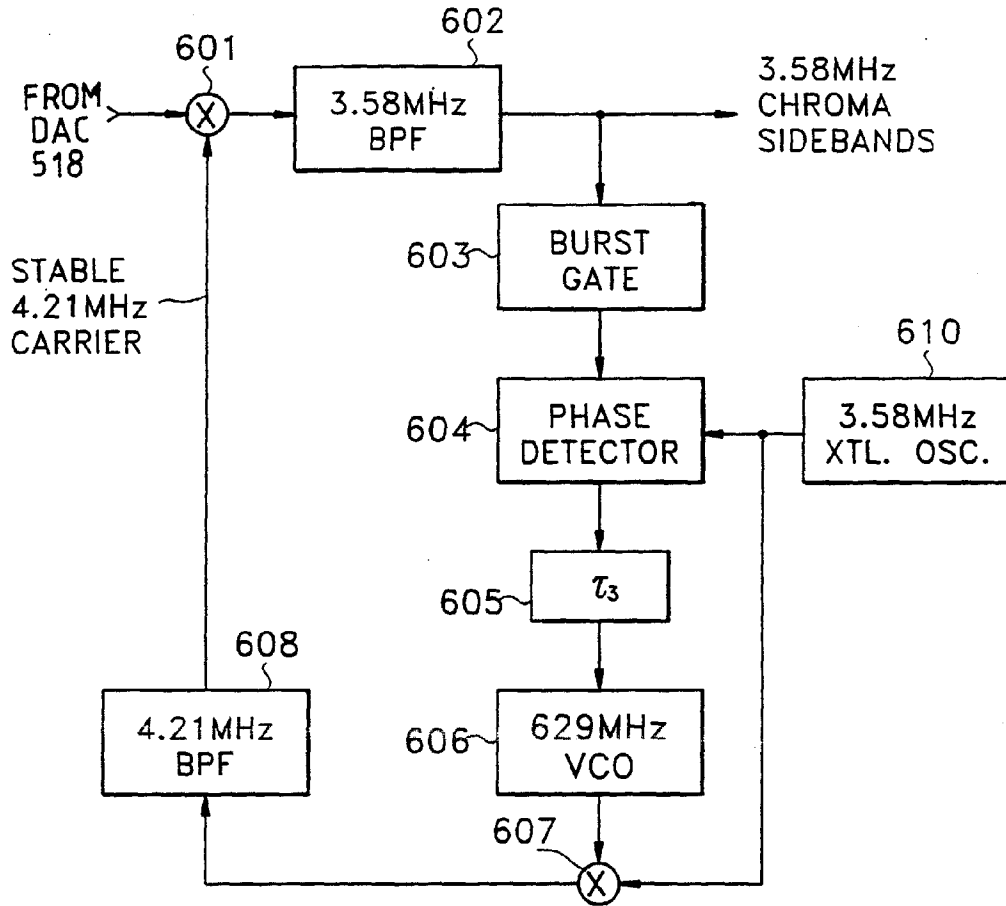 601
602
FROM
DAC
518
X
3.58MHz
BPF
3.58MHz
CHROMA
SIDEBANDS
603
BURST
GATE
STABLE
4.21MHz
CARRIER
610
604
PHASE
DETECTOR
3.58MHz
XTL. OSC.
605
τ₃
608
4.21MHz
BPF
606
629MHz
VCO
607
X